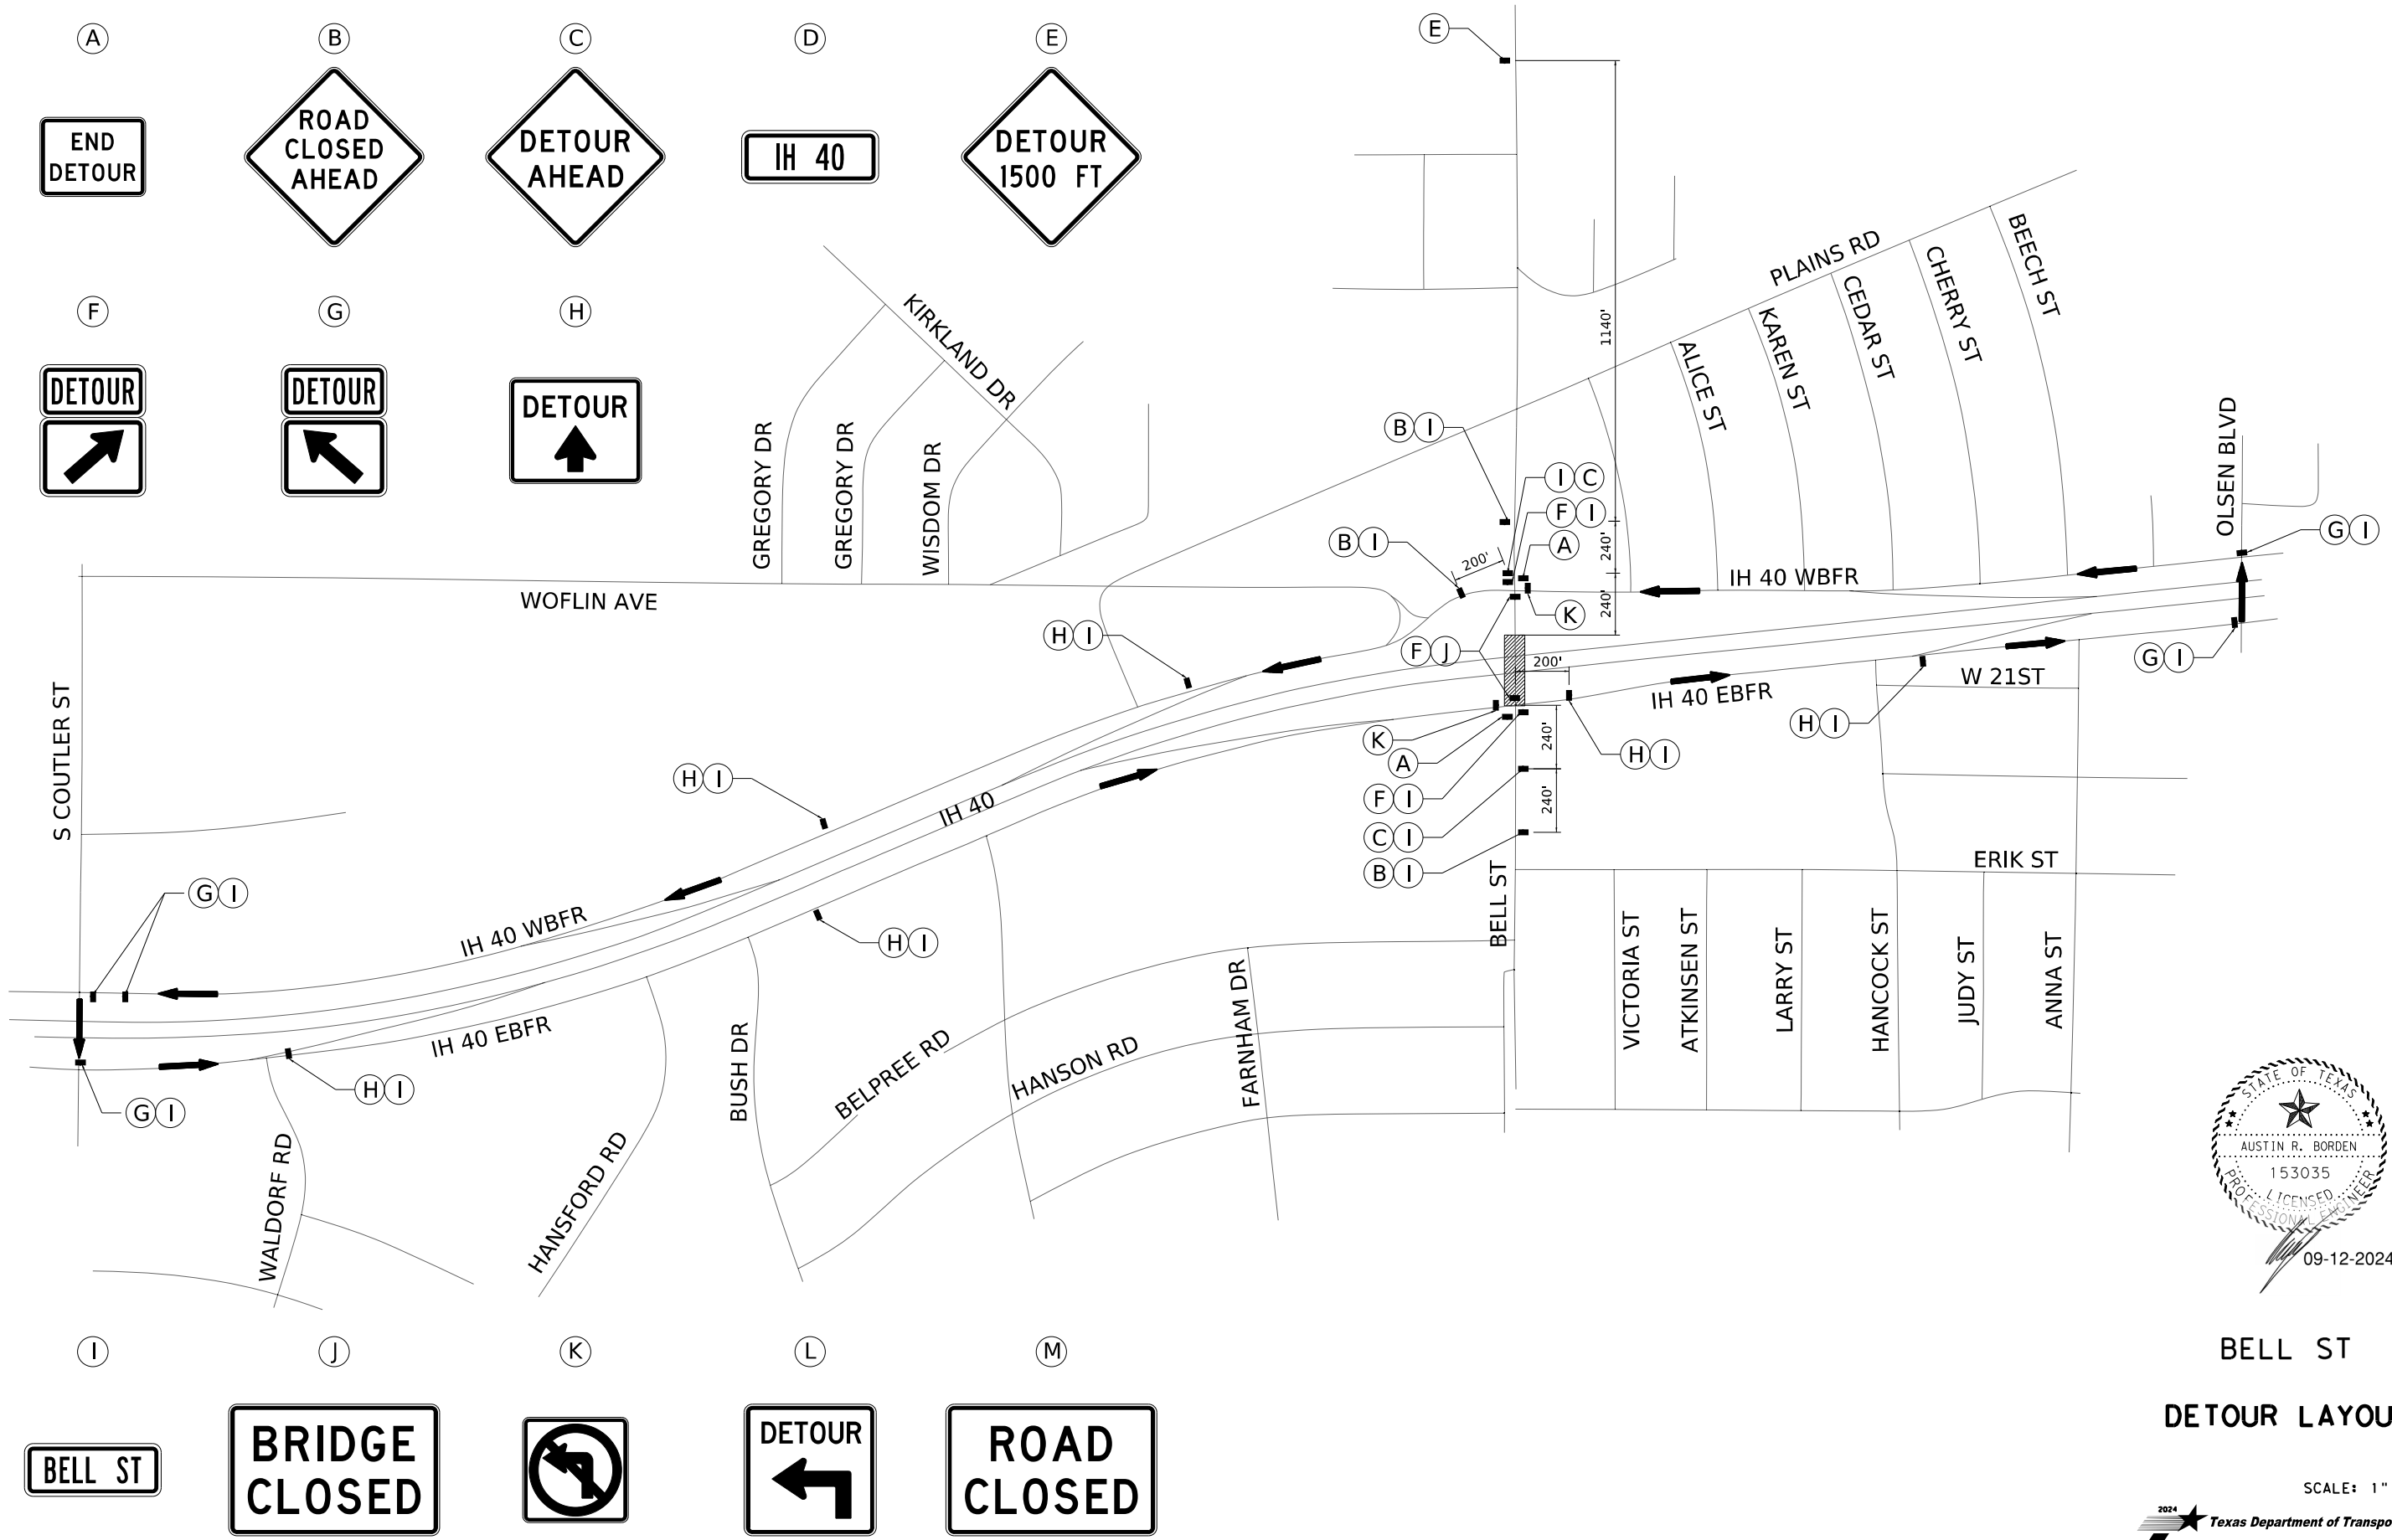 A
B
C
D
E
END
DETOUR
ROAD
CLOSED
AHEAD
DETOUR
AHEAD
IH 40
DETOUR
1500 FT
E
F
G
H
DETOUR
DETOUR
DETOUR
KIRKLAND DR
GREGORY DR
GREGORY DR
WISDOM DR
PLAINS RD
ALICE ST
KAREN ST
CEDAR ST
CHERRY ST
BEECH ST
OLSEN BLVD
1140'
B I
I C
F I
A
B I
200'
240'
240'
K
G I
IH 40 WBFR
WOFLIN AVE
H I
F J
200'
G I
W 21ST
IH 40 EBFR
S COUTLER ST
H I
K
A
240'
H I
H I
F I
240'
C I
B I
IH 40
ERIK ST
G I
IH 40 WBFR
H I
BELL ST
VICTORIA ST
ATKINSEN ST
LARRY ST
HANCOCK ST
JUDY ST
ANNA ST
IH 40 EBFR
H I
G I
WALDORF RD
HANSFORD RD
BUSH DR
BELPREE RD
HANSON RD
FARNHAM DR
STATE OF TEXAS
AUSTIN R. BORDEN
153035
LICENSED
PROFESSIONAL ENGINEER
09-12-2024
I
J
K
L
M
BELL ST
BRIDGE
CLOSED
DETOUR
ROAD
CLOSED
BELL ST
DETOUR LAYOU
SCALE: 1"
2024
Texas Department of Transpo